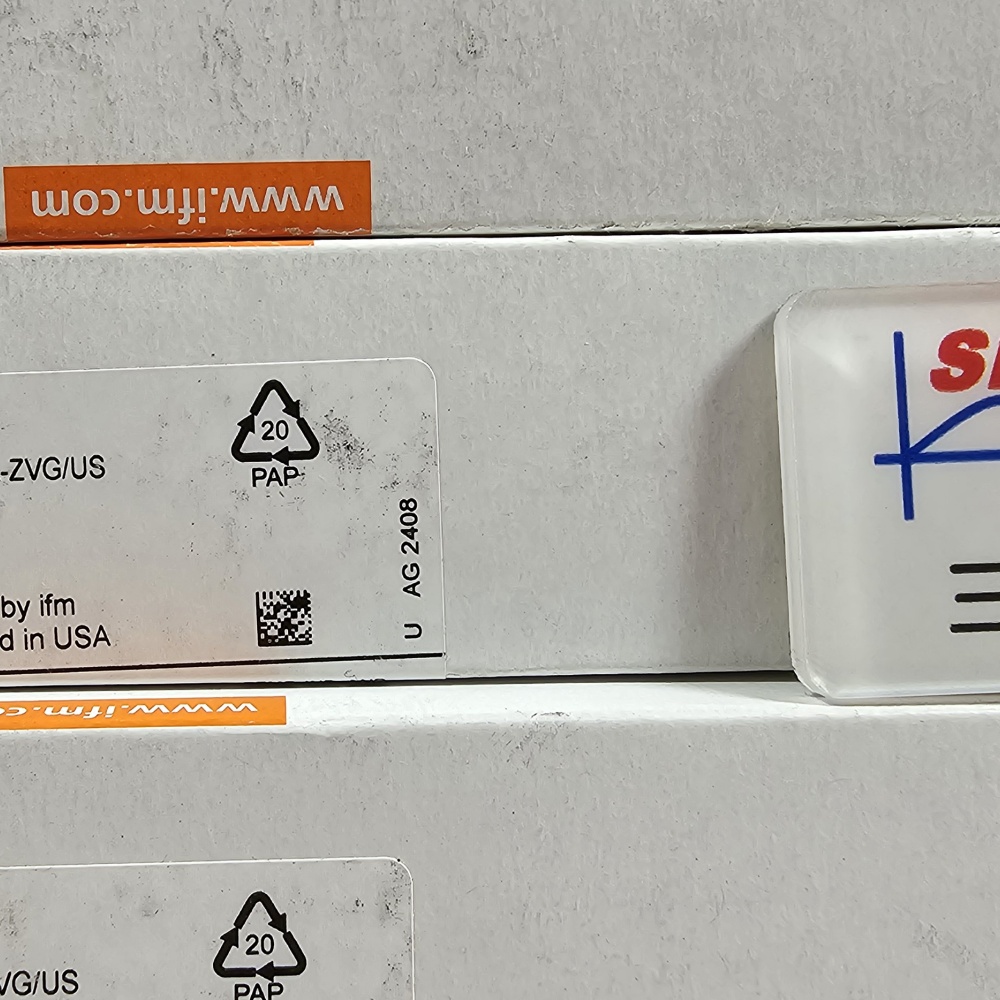 www.ifm.com
-ZVG/US
20
PAP
by ifm
d in USA
U AG 2408
www.ifm.co
20
VG/US
PAP